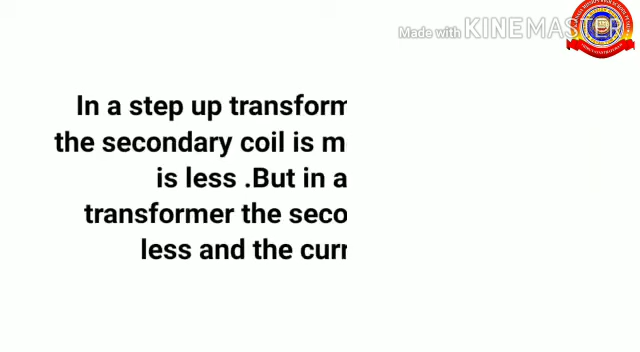 Made with KINEMASTER
In a step up transform
the secondary coil is m
is less .But in a
transformer the seco
less and the curr